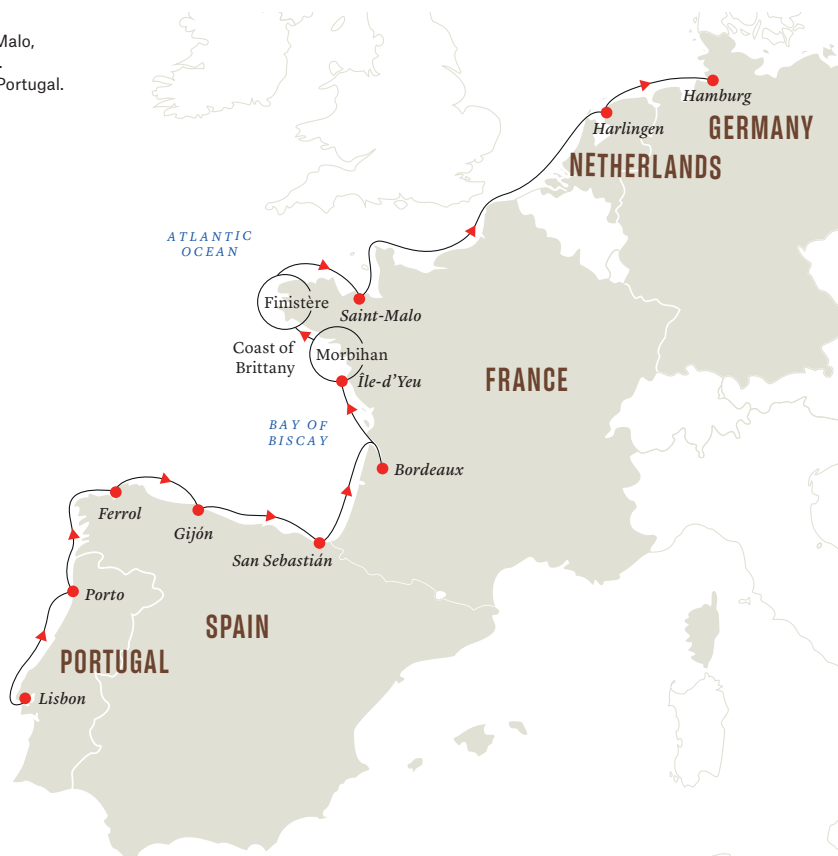 Malo,
.
Portugal.
Hamburg
Harlingen
GERMANY
NETHERLANDS
ATLANTIC
OCEAN
Finistère
Saint-Malo
Coast of
Brittany
Morbihan
Île-d'Yeu
FRANCE
BAY OF
BISCAY
Bordeaux
Ferrol
Gijón
San Sebastián
Porto
SPAIN
PORTUGAL
Lisbon